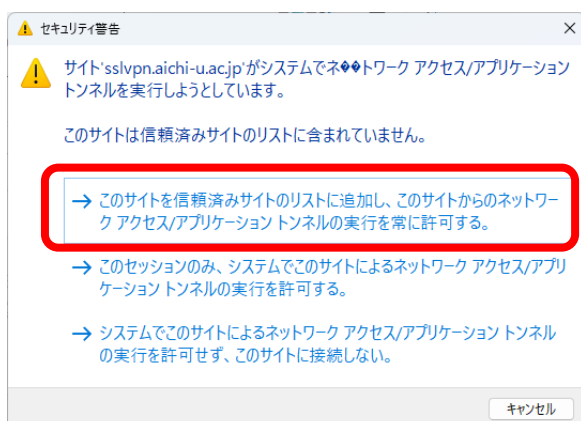 セキュリティ警告
サイト'sslvpn.aichi-u.ac.jp'がシステムでネ��トワーク アクセス/アプリケーション
トンネルを実行しようとしています。
このサイトは信頼済みサイトのリストに含まれていません。
→ このサイトを信頼済みサイトのリストに追加し、このサイトからのネットワー
ク アクセス/アプリケーション トンネルの実行を常に許可する。
→ このセッションのみ、システムでこのサイトによるネットワーク アクセス/アプリ
ケーション トンネルの実行を許可する。
→ システムでこのサイトによるネットワーク アクセス/アプリケーション トンネル
の実行を許可せず、このサイトに接続しない。
キャンセル